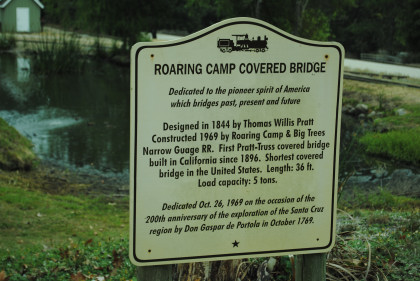 ROARING CAMP COVERED BRIDGE
Dedicated to the pioneer spirit of America
which bridges past, present and future
Designed in 1844 by Thomas Willis Pratt
Constructed 1969 by Roaring Camp & Big Trees
Narrow Guage RR. First Pratt-Truss covered bridge
built in California since 1896. Shortest covered
bridge in the United States. Length: 36 ft.
Load capacity: 5 tons.
Dedicated Oct. 26, 1969 on the occasion of the
200th anniversary of the exploration of the Santa Cruz
region by Don Gaspar de Portola in October 1769.